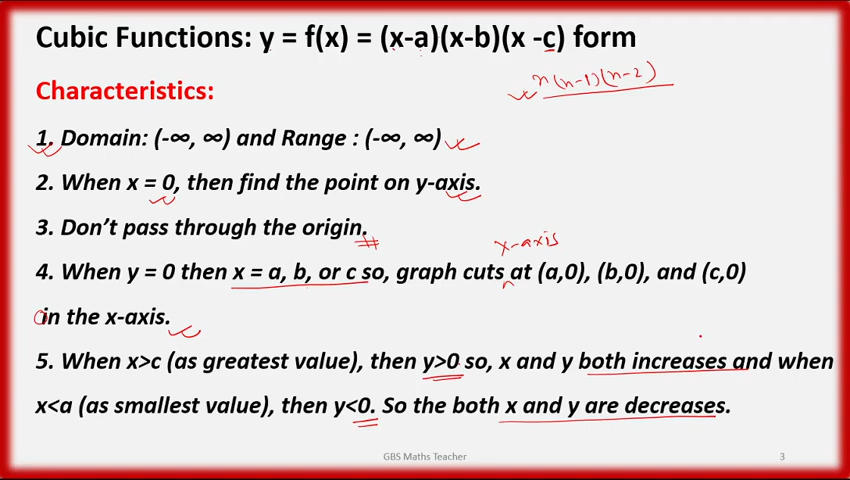 Cubic Functions: y = f(x) = (x-a)(x-b)(x -c) form
x(x-1)(x-2)
Characteristics:
1. Domain: (-∞, ∞) and Range : (-∞, ∞)
2. When x = 0, then find the point on y-axis.
3. Don’t pass through the origin.
x-axis
4. When y = 0 then x = a, b, or c so, graph cuts at (a,0), (b,0), and (c,0)
in the x-axis.
5. When x>c (as greatest value), then y>0 so, x and y both increases and when
x<a (as smallest value), then y<0. So the both x and y are decreases.
GBS Maths Teacher
3